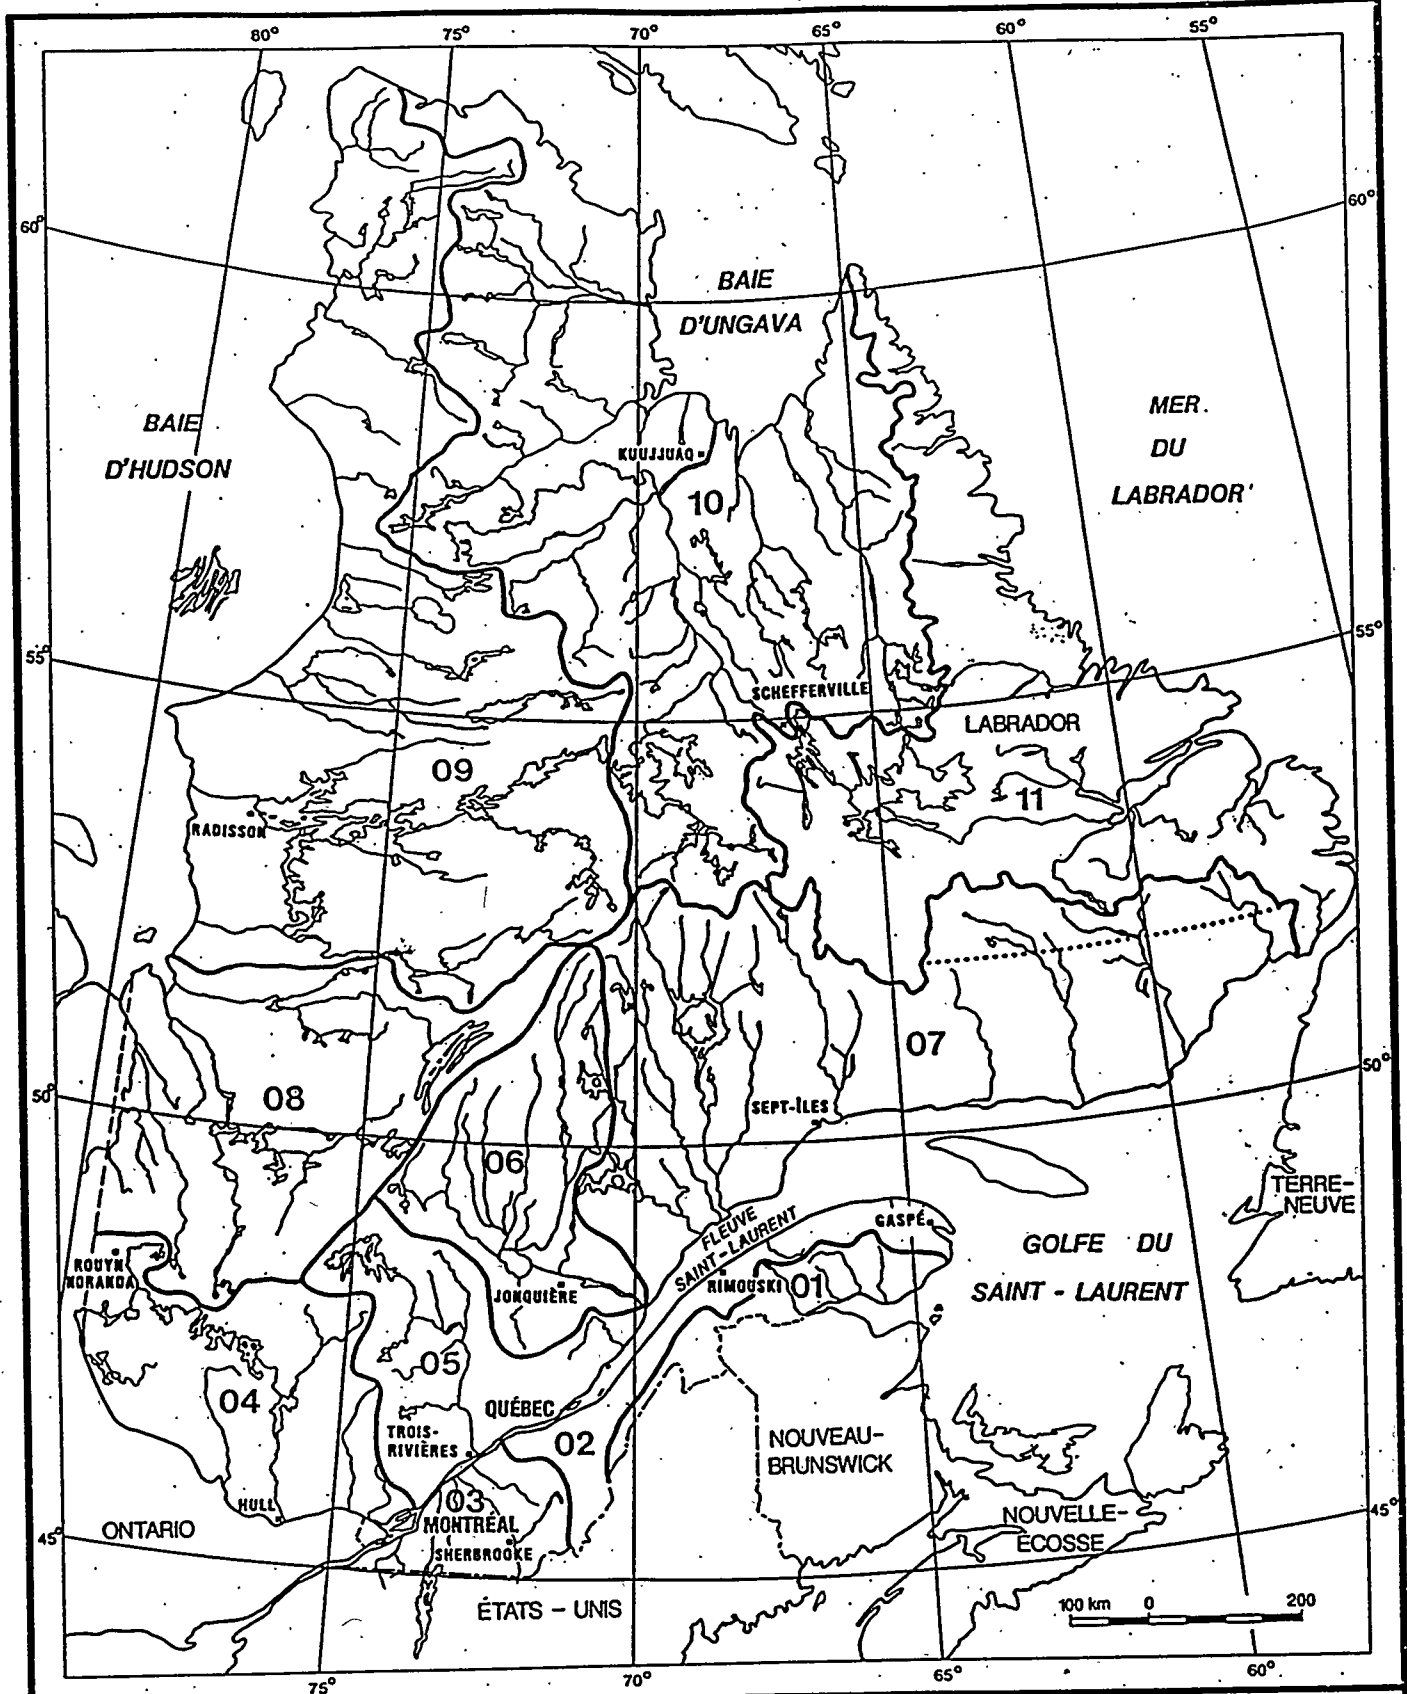 80° 75° 70° 65° 60° 55°
60° 60°
BAIE
D'UNGAVA
BAIE
D'HUDSON
MER.
DU
LABRADOR
KUUJJUAQ
10
55° 55°
SCHEFFERVILLE
LABRADOR
09
11
RADISSON
07
50° 50°
08
SEPT-ÎLES
06
TERRE-
NEUVE
FLEUVE
SAINT-LAURENT
GASPÉ
GOLFE DU
SAINT - LAURENT
ROUYN
NORANDA
JONQUIÈRE
RIMOUSKI
01
05
04
QUÉBEC
TROIS-
RIVIÈRES
02
NOUVEAU-
BRUNSWICK
HULL
03
MONTRÉAL
SHERBROOKE
ONTARIO
NOUVELLE-
ECOSSE
45° 45°
ÉTATS - UNIS
100 km 0 200
75° 70° 65° 60°